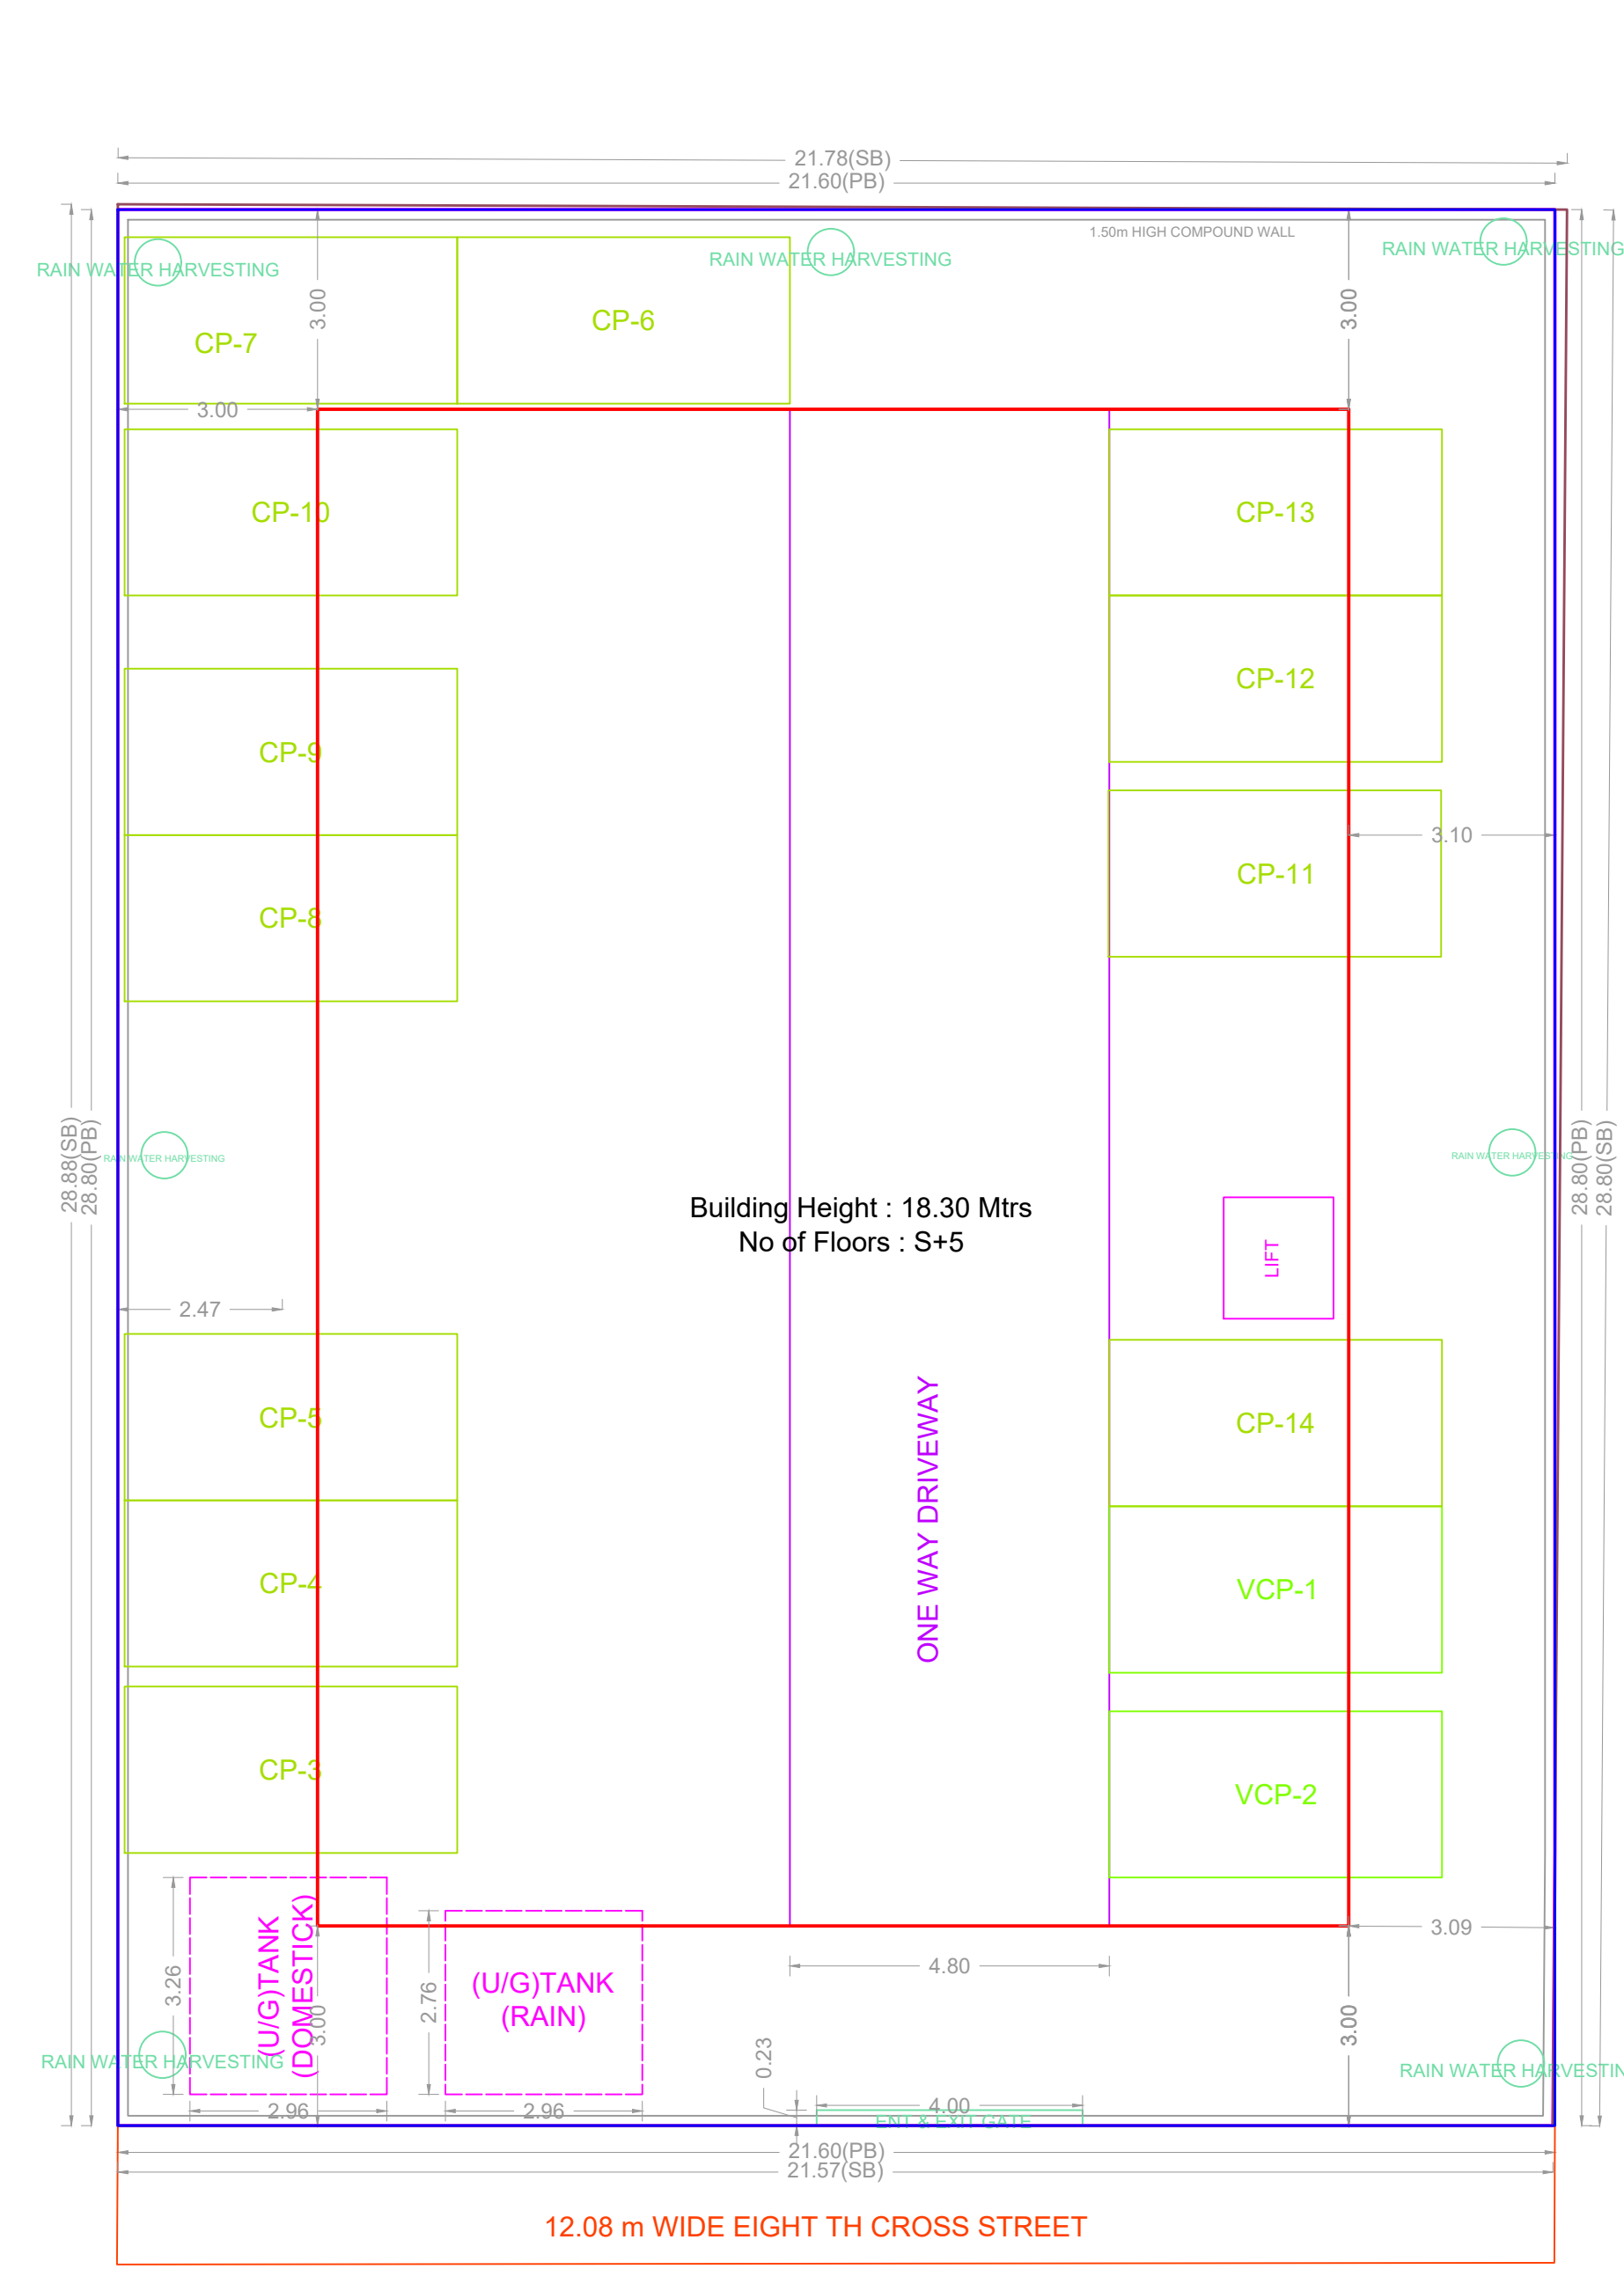 21.78(SB)
21.60(PB)
1.50m HIGH COMPOUND WALL
RAIN WATER HARVESTING
RAIN WATER HARVESTING
RAIN WATER HARVESTING
3.00
3.00
CP-6
CP-7
3.00
CP-10
CP-13
CP-12
CP-9
3.10
CP-11
CP-8
28.88(SB)
28.80(PB)
28.80(PB)
28.80(SB)
RAIN WATER HARVESTING
RAIN WATER HARVESTING
Building Height : 18.30 Mtrs
No of Floors : S+5
LIFT
2.47
CP-5
CP-14
ONE WAY DRIVEWAY
CP-4
VCP-1
CP-3
VCP-2
3.09
3.26
(U/G)TANK
(DOMESTICK)
3.00
2.76
(U/G)TANK
(RAIN)
4.80
3.00
0.23
RAIN WATER HARVESTING
RAIN WATER HARVESTING
2.96
2.96
4.00
ENT & EXIT GATE
21.60(PB)
21.57(SB)
12.08 m WIDE EIGHT TH CROSS STREET